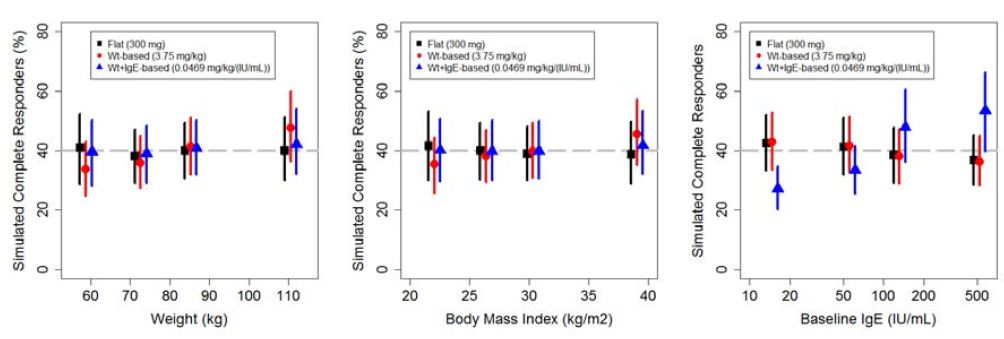 Simulated Complete Responders (%)
80
60
40
20
0
Flat (300 mg)
Wt-based (3.75 mg/kg)
Wt+IgE-based (0.0469 mg/kg/(IU/mL))
60 70 80 90 100 110
Weight (kg)
Simulated Complete Responders (%)
80
60
40
20
0
Flat (300 mg)
Wt-based (3.75 mg/kg)
Wt+IgE-based (0.0469 mg/kg/(IU/mL))
20 25 30 35 40
Body Mass Index (kg/m2)
Simulated Complete Responders
80
60
40
20
0
Flat (300 mg)
Wt-based (3.75 mg/kg)
Wt+IgE-based (0.0469 mg/kg/(IU/mL))
10 20 50 100 200 500
Baseline IgE (IU/mL)